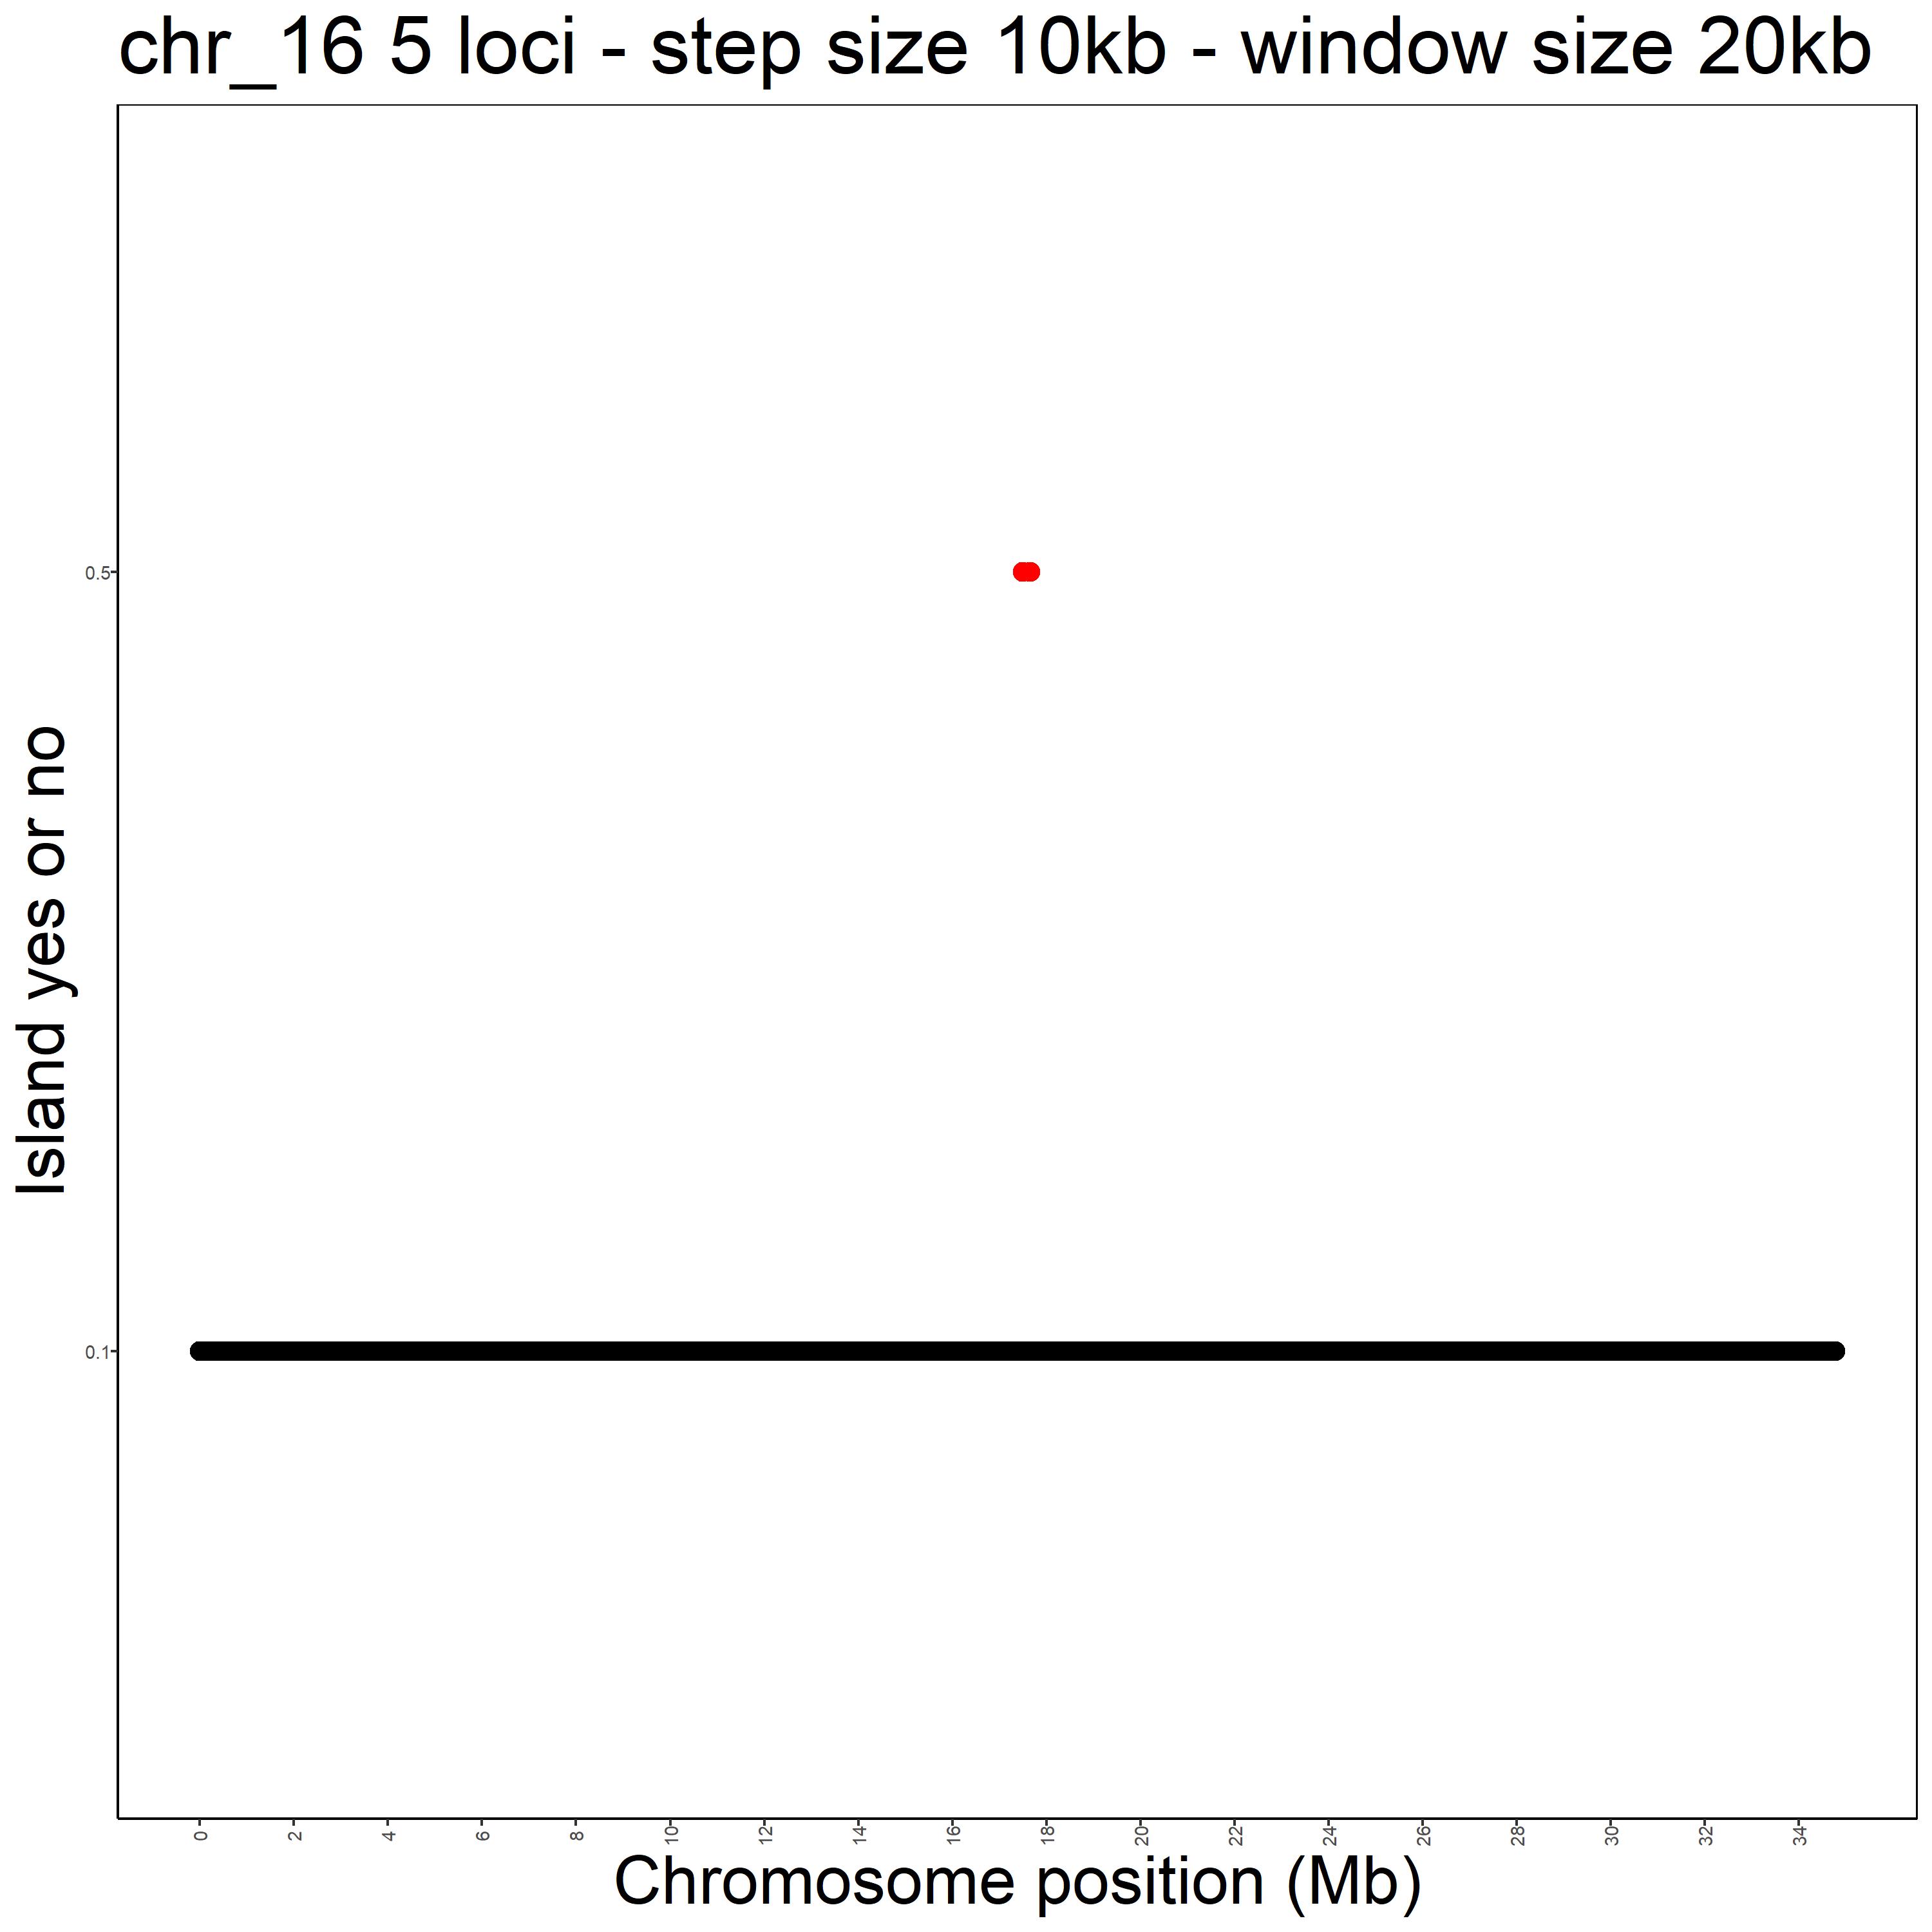 chr_16 5 loci - step size 10kb - window size 20kb
Island yes or no
0.5
0.1
0 2 4 6 8 10 12 14 16 18 20 22 24 26 28 30 32 34
Chromosome position (Mb)